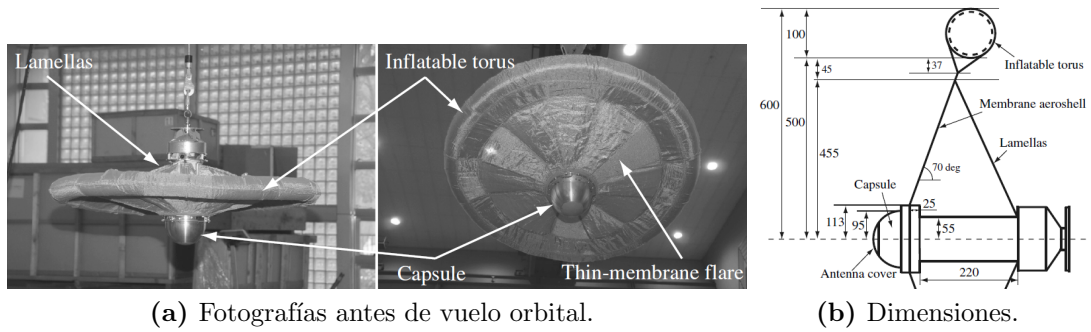 Lamellas
Inflatable torus
Capsule
Thin-membrane flare
(a) Fotografías antes de vuelo orbital.
100
45
37
600
500
455
Inflatable torus
Membrane aeroshell
Lamellas
70 deg
Capsule
25
113
95
55
Antenna cover
220
(b) Dimensiones.